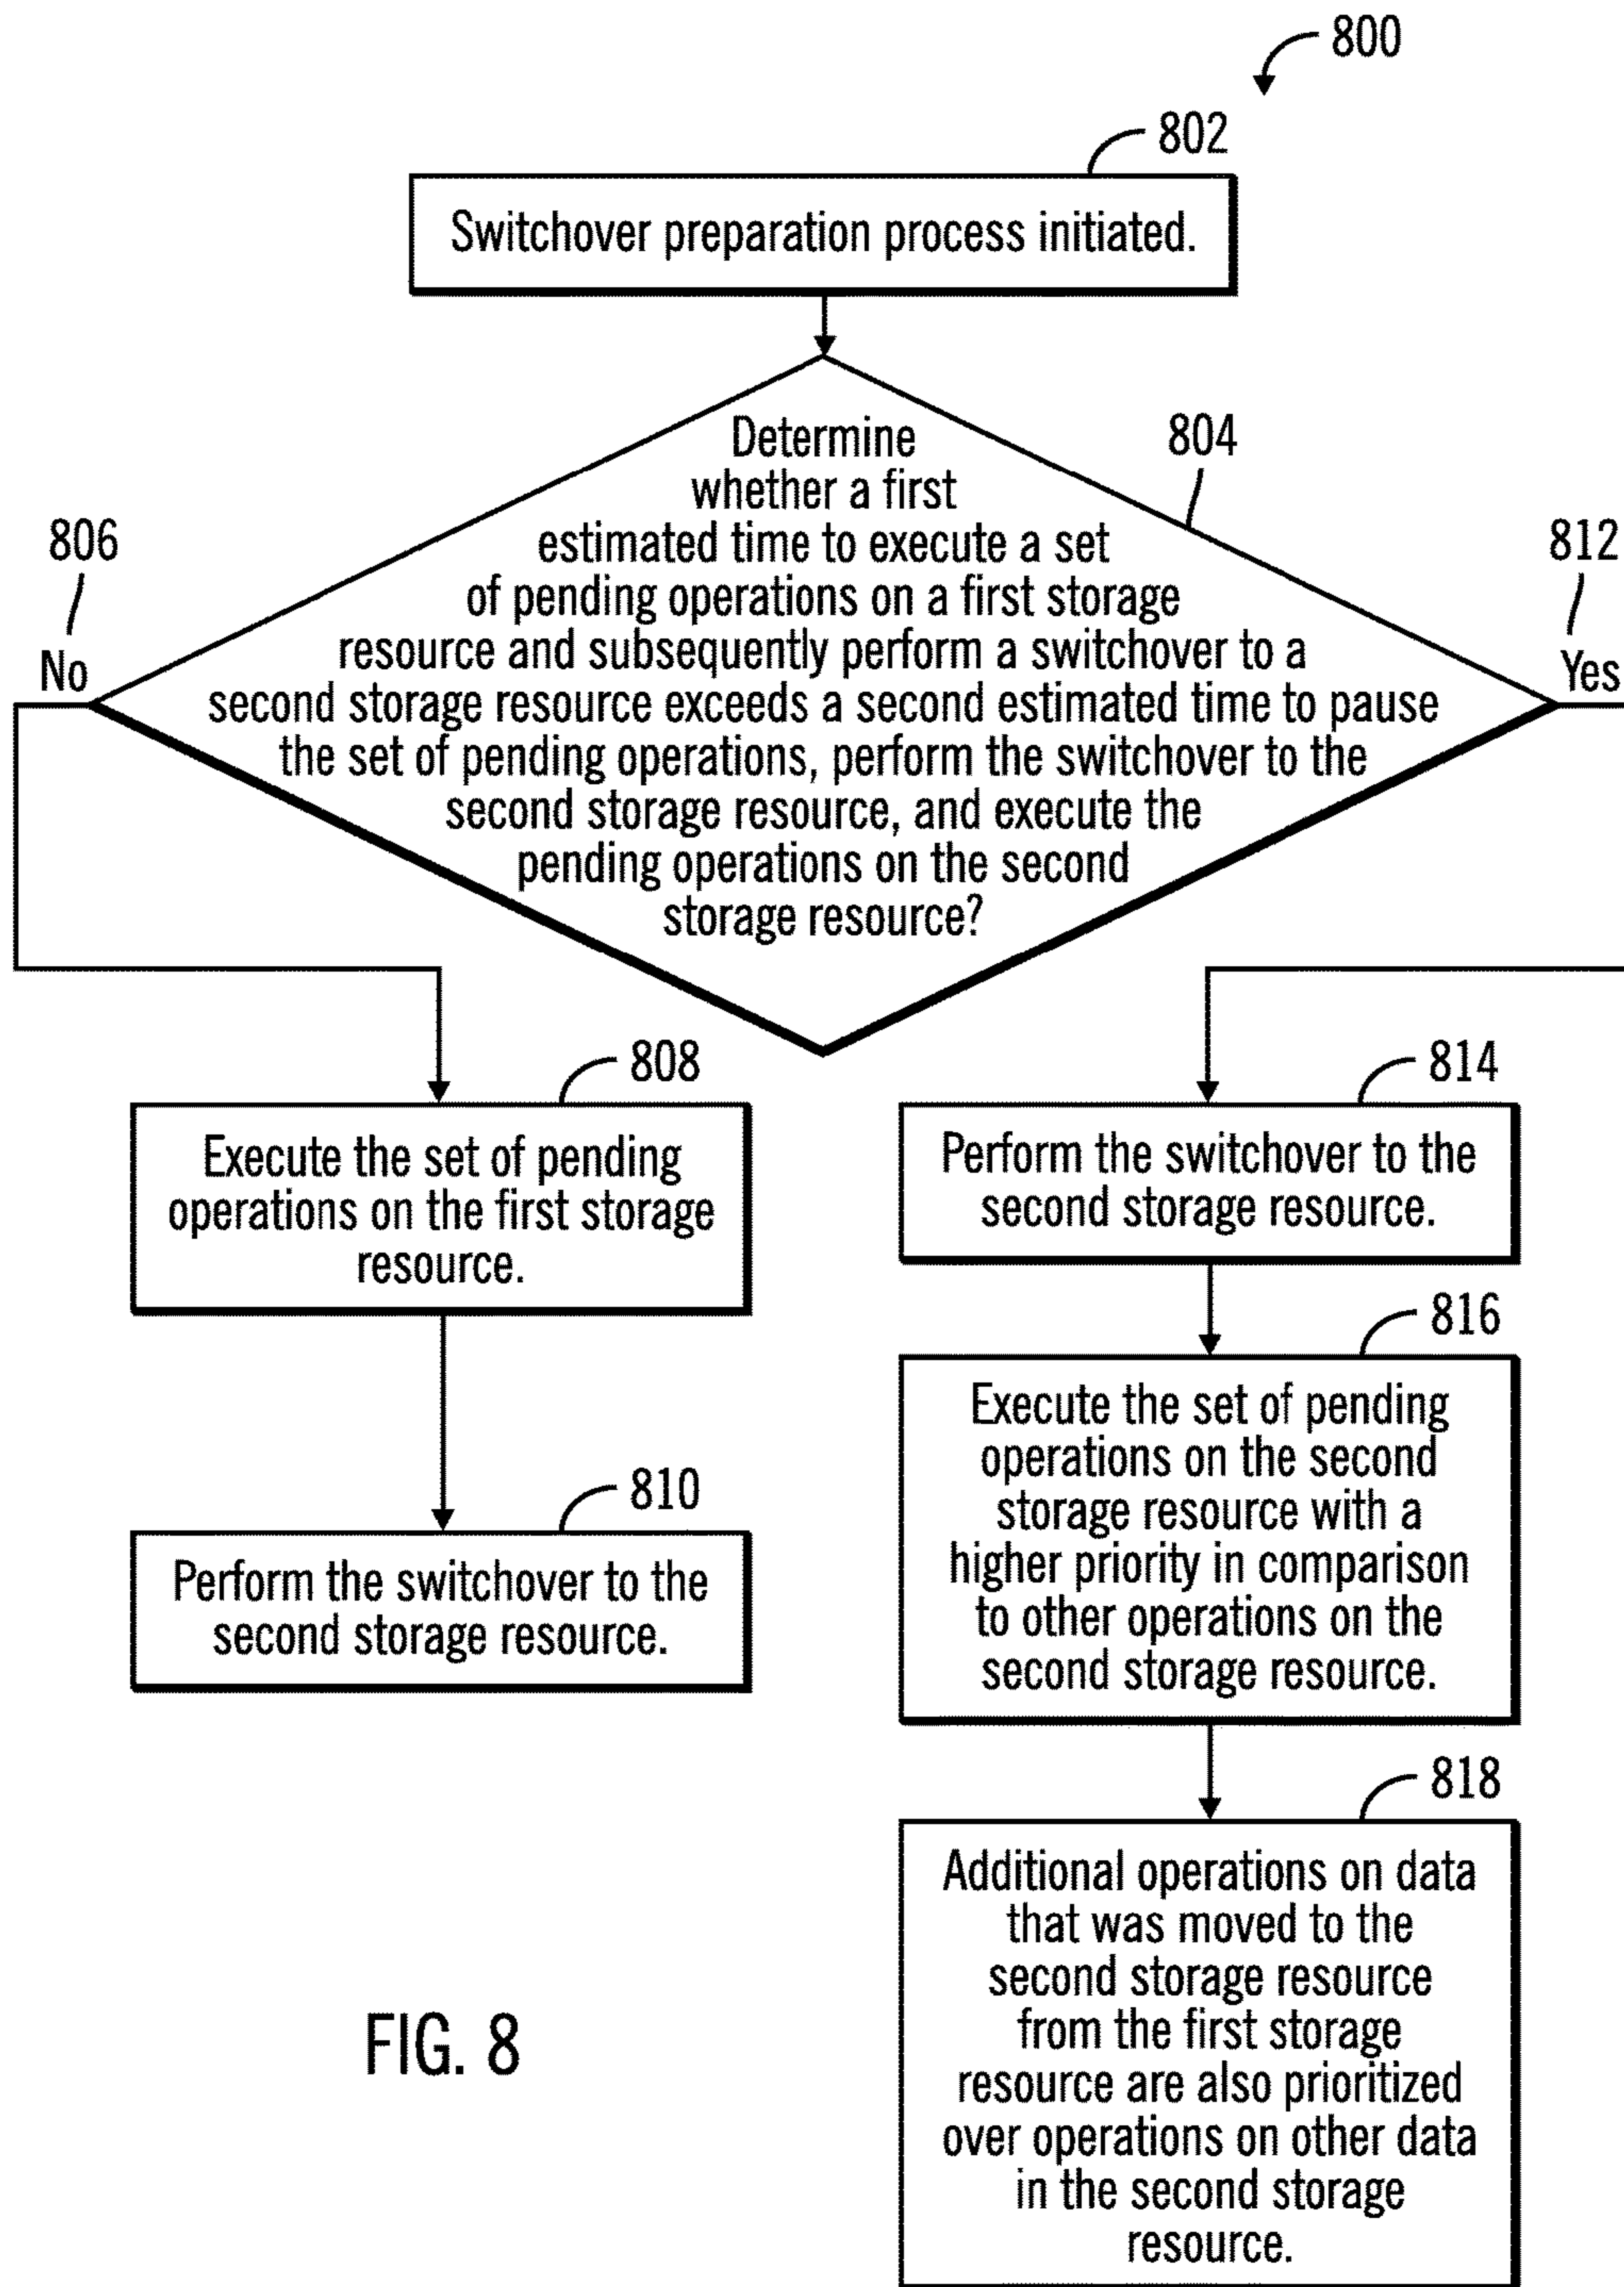 800
802
Switchover preparation process initiated.
804
Determine
whether a first
estimated time to execute a set
of pending operations on a first storage
resource and subsequently perform a switchover to a
second storage resource exceeds a second estimated time to pause
the set of pending operations, perform the switchover to the
second storage resource, and execute the
pending operations on the second
storage resource?
806
No
812
Yes
808
Execute the set of pending
operations on the first storage
resource.
810
Perform the switchover to the
second storage resource.
814
Perform the switchover to the
second storage resource.
816
Execute the set of pending
operations on the second
storage resource with a
higher priority in comparison
to other operations on the
second storage resource.
818
Additional operations on data
that was moved to the
second storage resource
from the first storage
resource are also prioritized
over operations on other data
in the second storage
resource.
FIG. 8